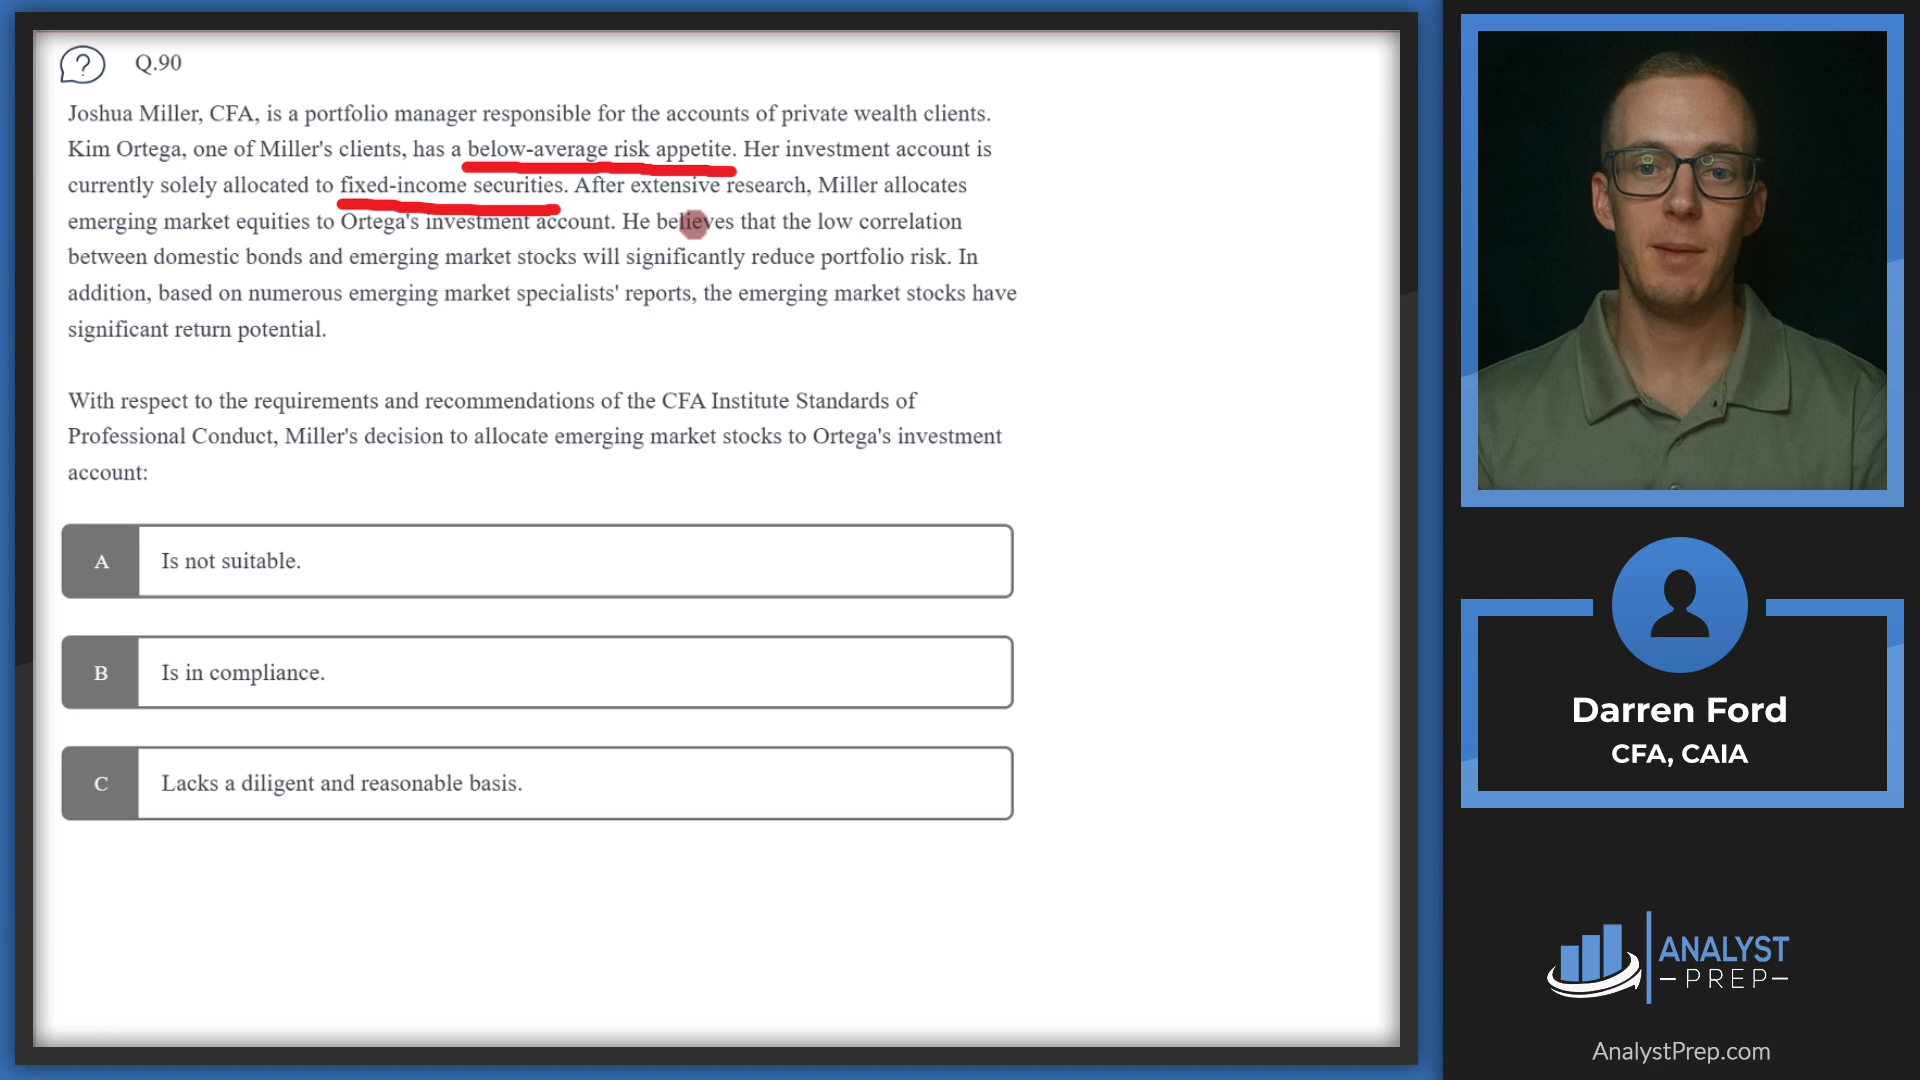 Q.90
Joshua Miller, CFA, is a portfolio manager responsible for the accounts of private wealth clients.
Kim Ortega, one of Miller's clients, has a below-average risk appetite. Her investment account is
currently solely allocated to fixed-income securities. After extensive research, Miller allocates
emerging market equities to Ortega's investment account. He believes that the low correlation
between domestic bonds and emerging market stocks will significantly reduce portfolio risk. In
addition, based on numerous emerging market specialists' reports, the emerging market stocks have
significant return potential.
With respect to the requirements and recommendations of the CFA Institute Standards of
Professional Conduct, Miller's decision to allocate emerging market stocks to Ortega's investment
account:
A Is not suitable.
B Is in compliance.
C Lacks a diligent and reasonable basis.
Darren Ford
CFA, CAIA
ANALYST
PREP
AnalystPrep.com